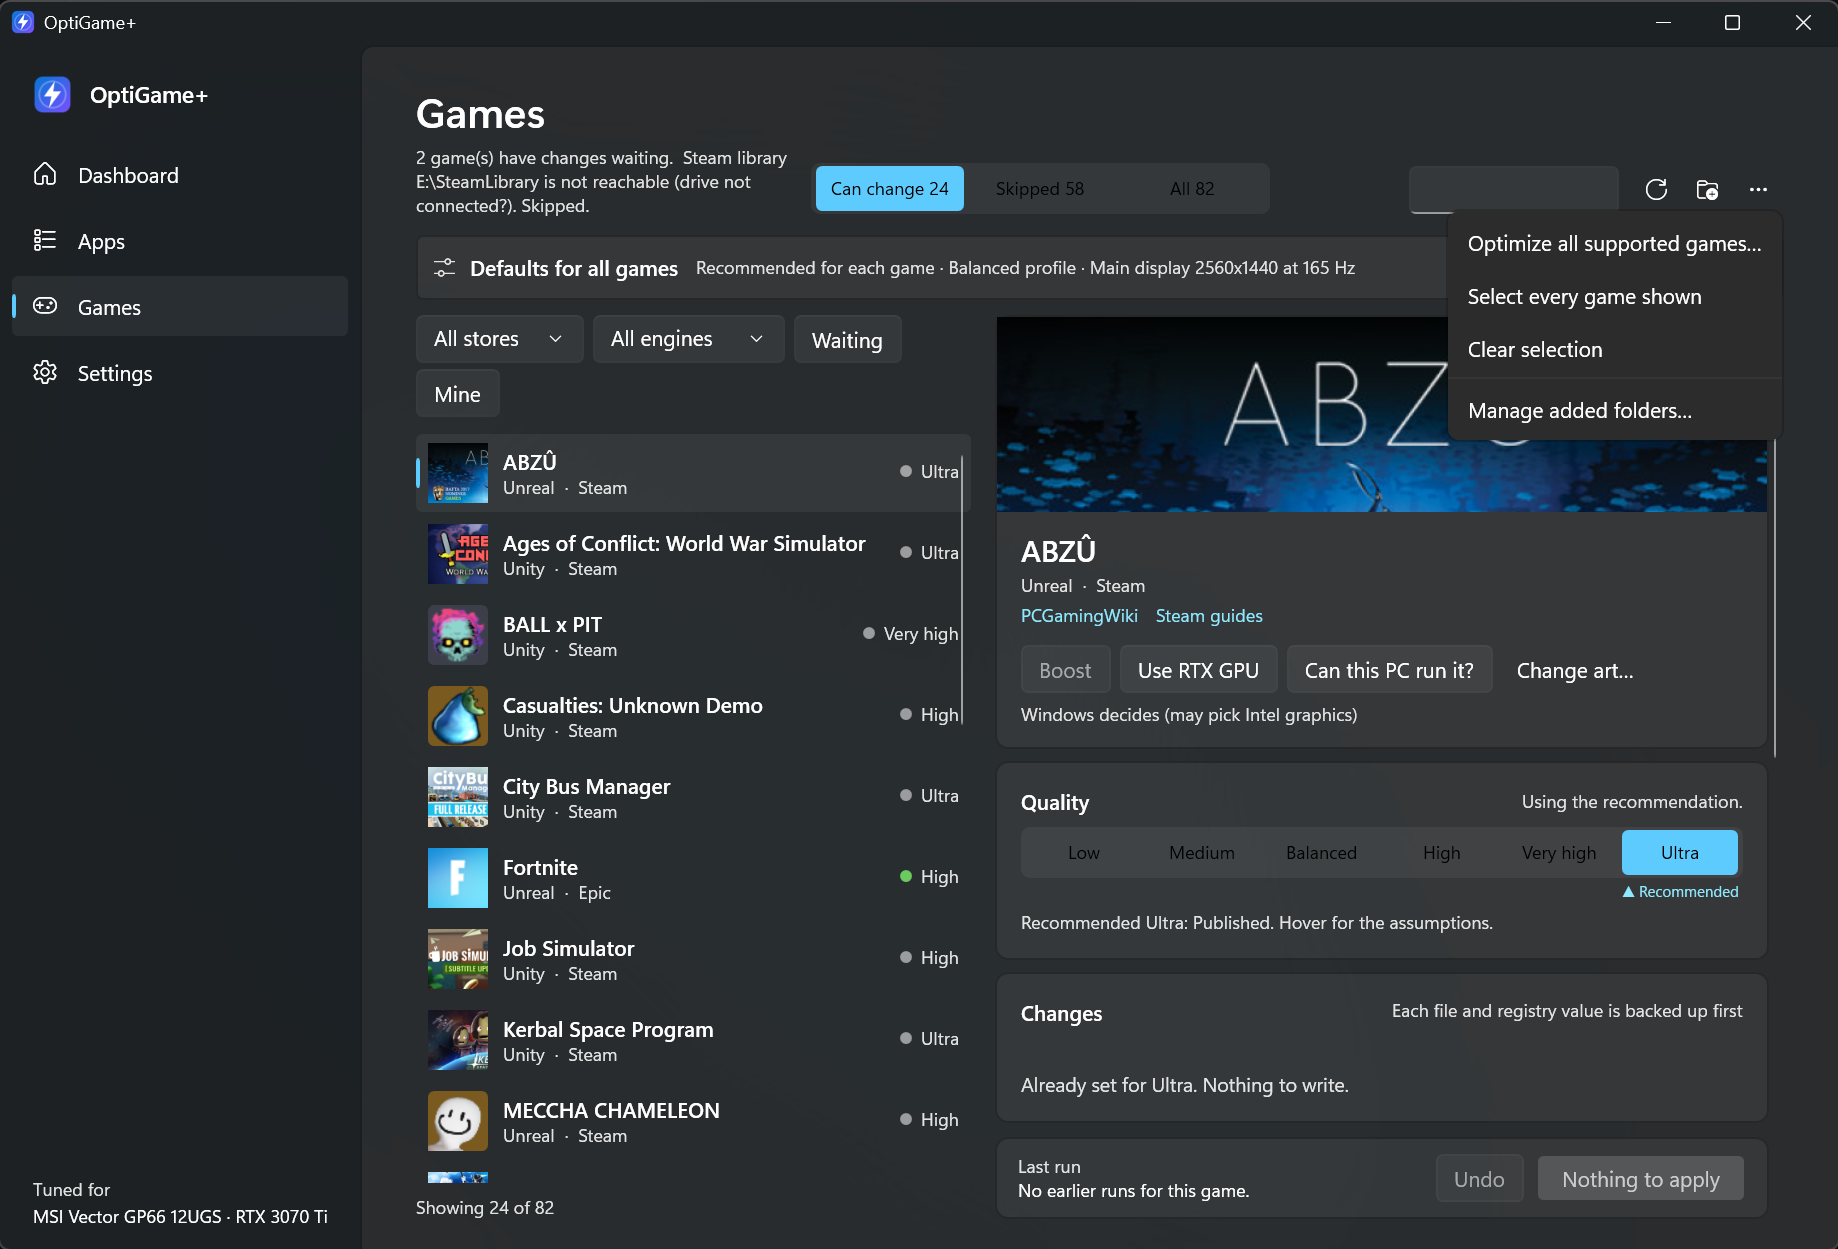 OptiGame+
OptiGame+
Dashboard
Apps
Games
Settings
Tuned for
MSI Vector GP66 12UGS · RTX 3070 Ti
Games
2 game(s) have changes waiting. Steam library
E:\SteamLibrary is not reachable (drive not
connected?). Skipped.
Can change 24
Skipped 58
All 82
Optimize all supported games...
Select every game shown
Clear selection
Manage added folders...
Defaults for all games
Recommended for each game · Balanced profile · Main display 2560x1440 at 165 Hz
All stores
All engines
Waiting
Mine
ABZÛ
Unreal · Steam
Ultra
Ages of Conflict: World War Simulator
Unity · Steam
Ultra
BALL x PIT
Unity · Steam
Very high
Casualties: Unknown Demo
Unity · Steam
High
City Bus Manager
Unity · Steam
Ultra
FULL RELEASE
Fortnite
Unreal · Epic
High
Job Simulator
Unity · Steam
High
Kerbal Space Program
Unity · Steam
Ultra
MECCHA CHAMELEON
Unreal · Steam
High
Showing 24 of 82
ABZ
ABZÛ
Unreal · Steam
PCGamingWiki
Steam guides
Boost
Use RTX GPU
Can this PC run it?
Change art...
Windows decides (may pick Intel graphics)
Quality
Using the recommendation.
Low
Medium
Balanced
High
Very high
Ultra
▲ Recommended
Recommended Ultra: Published. Hover for the assumptions.
Changes
Each file and registry value is backed up first
Already set for Ultra. Nothing to write.
Last run
No earlier runs for this game.
Undo
Nothing to apply